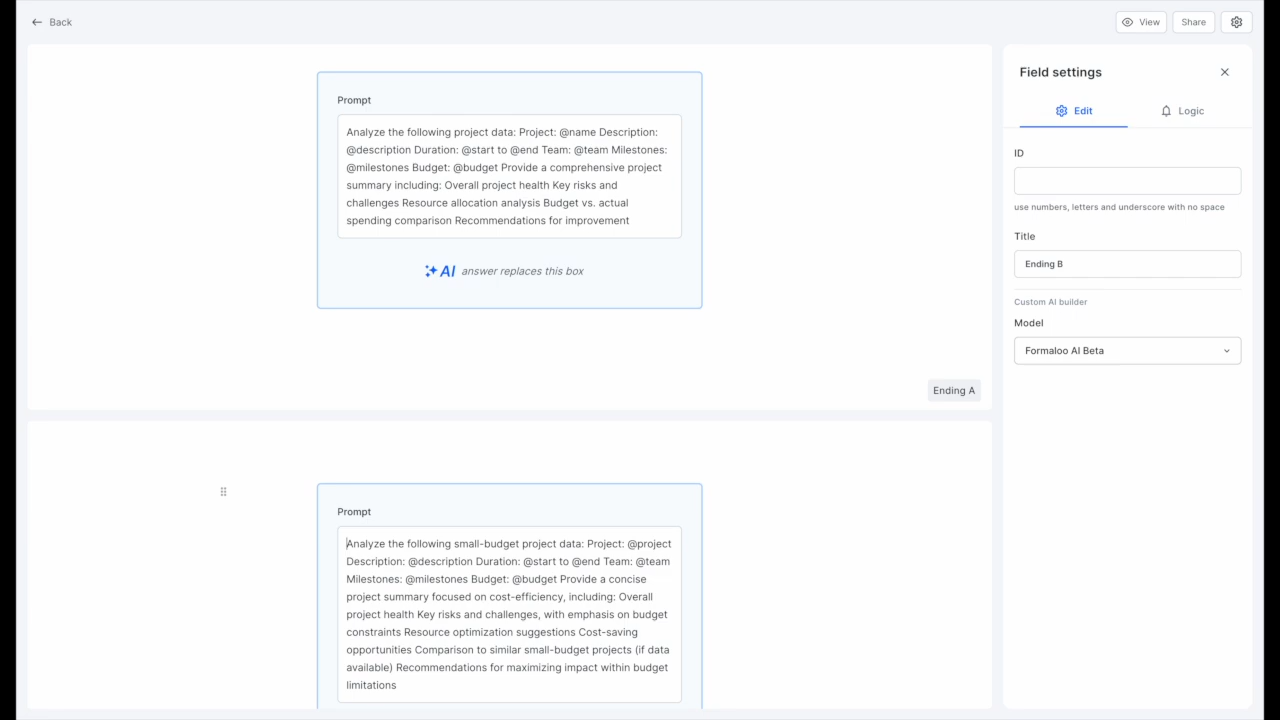 Back
View
Share
Prompt
Analyze the following project data: Project: @name Description:
@description Duration: @start to @end Team: @team Milestones:
@milestones Budget: @budget Provide a comprehensive project
summary including: Overall project health Key risks and
challenges Resource allocation analysis Budget vs. actual
spending comparison Recommendations for improvement
AI answer replaces this box
Ending A
Prompt
Analyze the following small-budget project data: Project: @project
Description: @description Duration: @start to @end Team: @team
Milestones: @milestones Budget: @budget Provide a concise
project summary focused on cost-efficiency, including: Overall
project health Key risks and challenges, with emphasis on budget
constraints Resource optimization suggestions Cost-saving
opportunities Comparison to similar small-budget projects (if data
available) Recommendations for maximizing impact within budget
limitations
Field settings
Edit
Logic
ID
use numbers, letters and underscore with no space
Title
Ending B
Custom AI builder
Model
Formaloo AI Beta